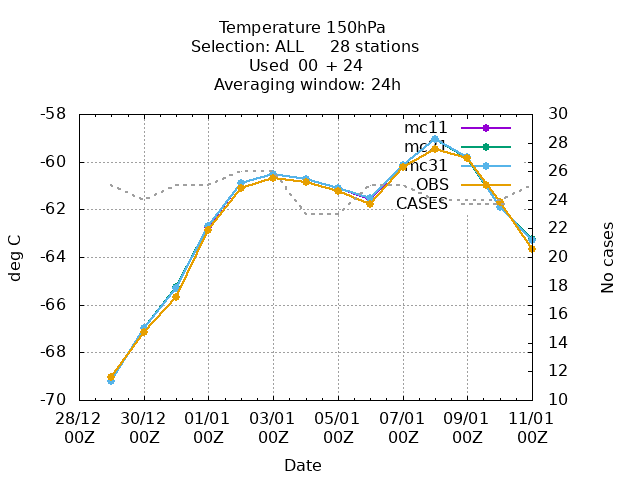 Temperature 150hPa
Selection: ALL 28 stations
Used 00 + 24
Averaging window: 24h
-58
-60
-62
-64
-66
-68
-70
deg C
30
28
26
24
22
20
18
16
14
12
10
No cases
mc11
mc31
OBS
CASES
28/12 30/12 01/01 03/01 05/01 07/01 09/01 11/01
00Z 00Z 00Z 00Z 00Z 00Z 00Z 00Z
Date